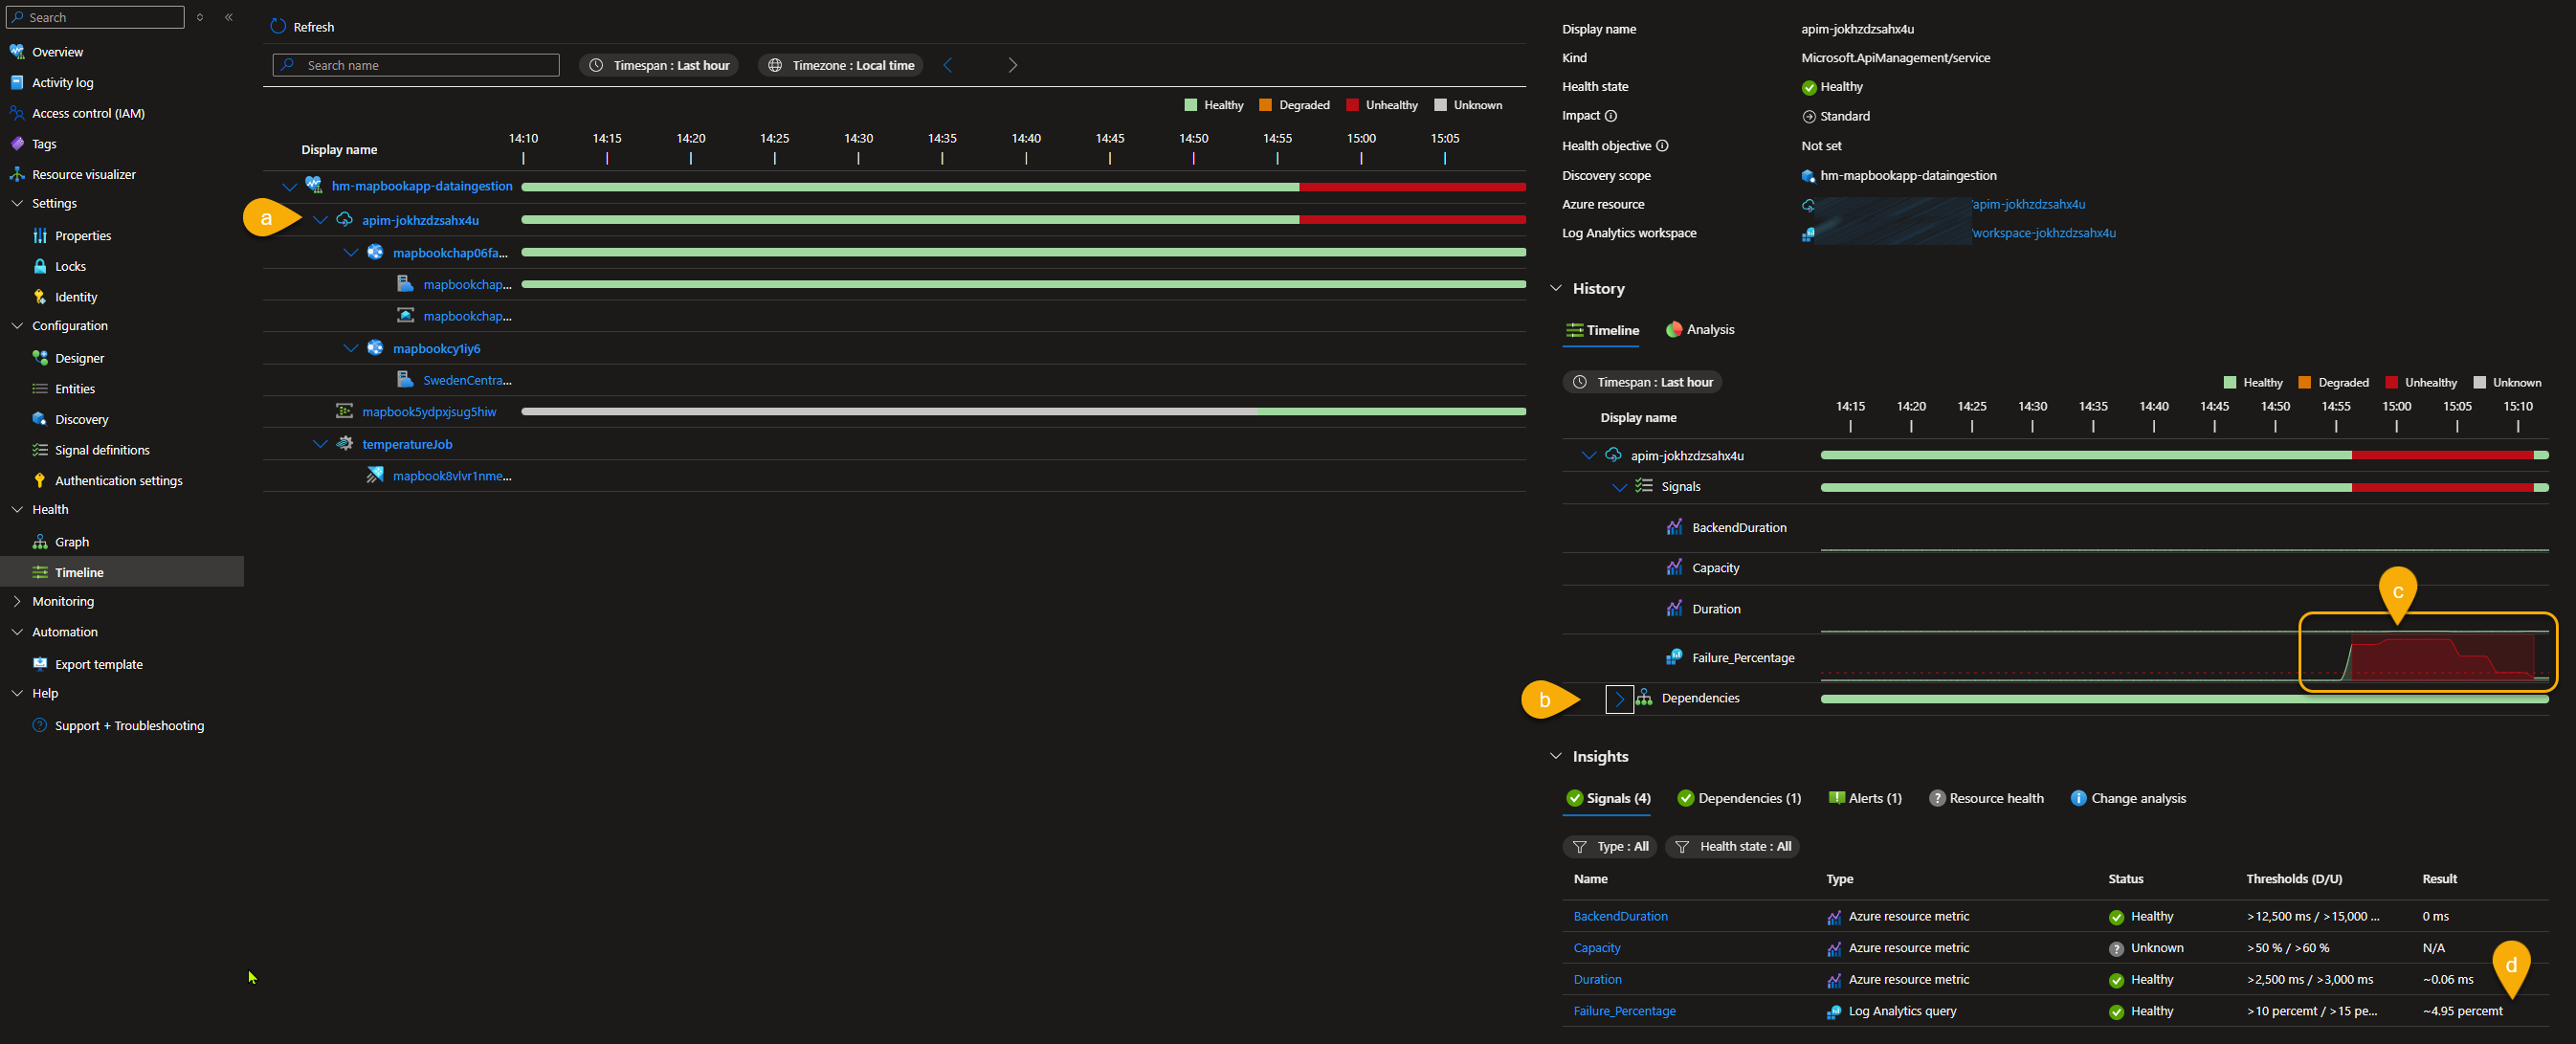 Search
Overview
Activity log
Access control (IAM)
Tags
Resource visualizer
Settings
Properties
Locks
Identity
Configuration
Designer
Entities
Discovery
Signal definitions
Authentication settings
Health
Graph
Timeline
Monitoring
Automation
Export template
Help
Support + Troubleshooting
Refresh
Search name
Timespan : Last hour
Timezone : Local time
Healthy Degraded Unhealthy Unknown
Display name 14:10 14:15 14:20 14:25 14:30 14:35 14:40 14:45 14:50 14:55 15:00 15:05
hm-mapbookapp-dataingestion
a
apim-jokhzdzsahx4u
mapbookchap06fa...
mapbookchap...
mapbookchap...
mapbookcy1iy6
SwedenCentra...
mapbook5ydpxjsug5hiw
temperatureJob
mapbook8vlvr1nme...
Display name apim-jokhzdzsahx4u
Kind Microsoft.ApiManagement/service
Health state Healthy
Impact Standard
Health objective Not set
Discovery scope hm-mapbookapp-dataingestion
Azure resource /apim-jokhzdzsahx4u
Log Analytics workspace /workspace-jokhzdzsahx4u
History
Timeline Analysis
Timespan : Last hour
Healthy Degraded Unhealthy Unknown
Display name 14:15 14:20 14:25 14:30 14:35 14:40 14:45 14:50 14:55 15:00 15:05 15:10
apim-jokhzdzsahx4u
Signals
BackendDuration
Capacity
c
Duration
Failure_Percentage
b
Dependencies
Insights
Signals (4) Dependencies (1) Alerts (1) Resource health Change analysis
Type : All Health state : All
Name Type Status Thresholds (D/U) Result
BackendDuration Azure resource metric Healthy >12,500 ms / >15,000 ... 0 ms
Capacity Azure resource metric Unknown >50 % / >60 % N/A
d
Duration Azure resource metric Healthy >2,500 ms / >3,000 ms ~0.06 ms
Failure_Percentage Log Analytics query Healthy >10 percemt / >15 pe... ~4.95 percemt